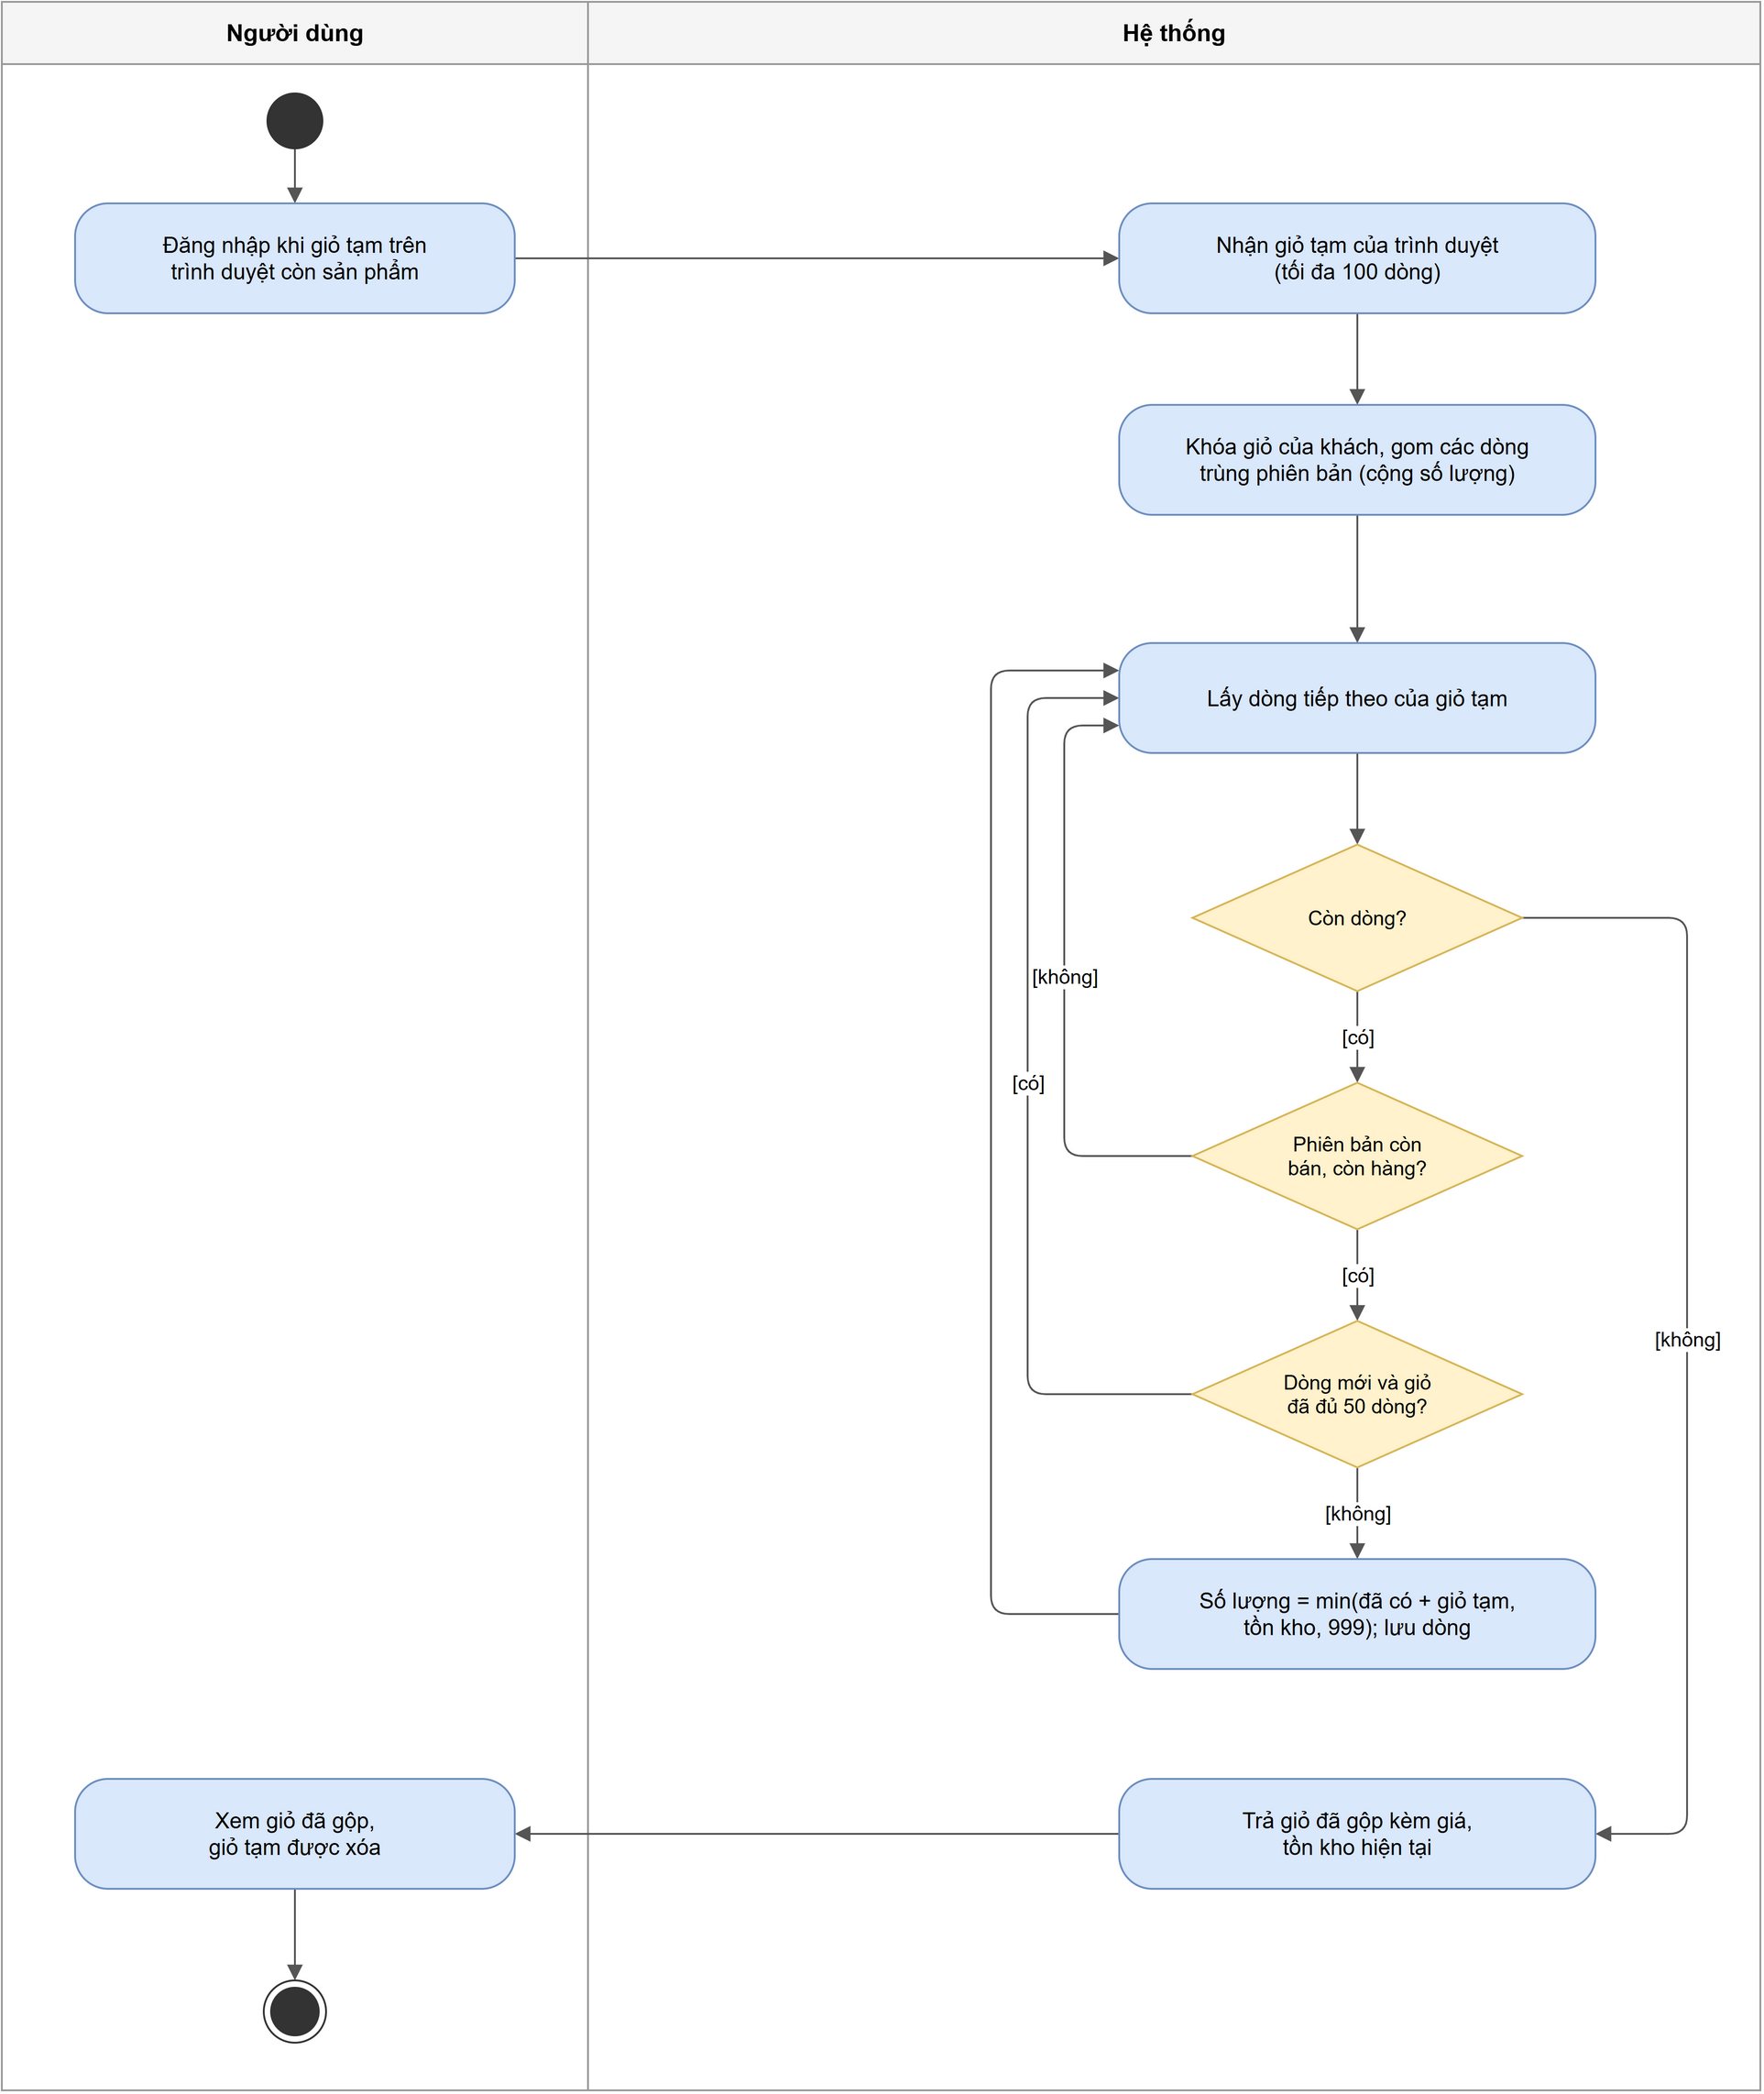 Người dùng
Hệ thống
Đăng nhập khi giỏ tạm trên
trình duyệt còn sản phẩm
Nhận giỏ tạm của trình duyệt
(tối đa 100 dòng)
Khóa giỏ của khách, gom các dòng
trùng phiên bản (cộng số lượng)
Lấy dòng tiếp theo của giỏ tạm
Còn dòng?
[không]
[có]
[có]
Phiên bản còn
bán, còn hàng?
[có]
[không]
Dòng mới và giỏ
đã đủ 50 dòng?
[không]
Số lượng = min(đã có + giỏ tạm,
tồn kho, 999); lưu dòng
Xem giỏ đã gộp,
giỏ tạm được xóa
Trả giỏ đã gộp kèm giá,
tồn kho hiện tại